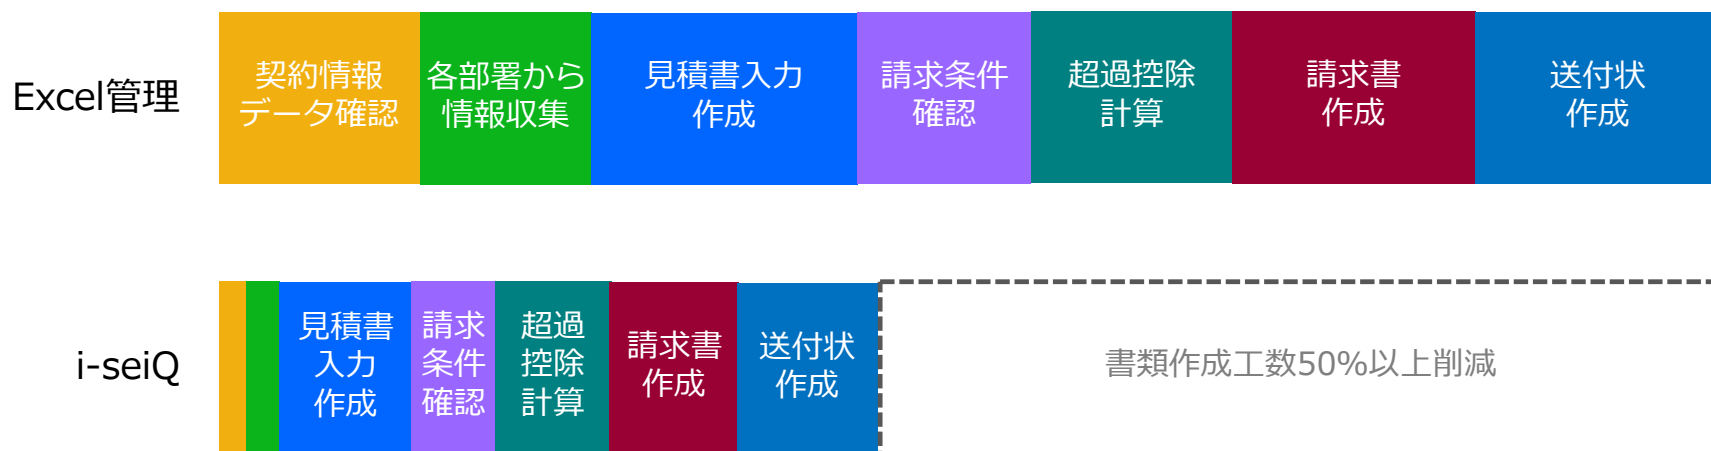 Excel管理
契約情報
データ確認
各部署から
情報収集
見積書入力
作成
請求条件
確認
超過控除
計算
請求書
作成
送付状
作成
i-seiQ
見積書
入力
作成
請求
条件
確認
超過
控除
計算
請求書
作成
送付状
作成
書類作成工数50%以上削減